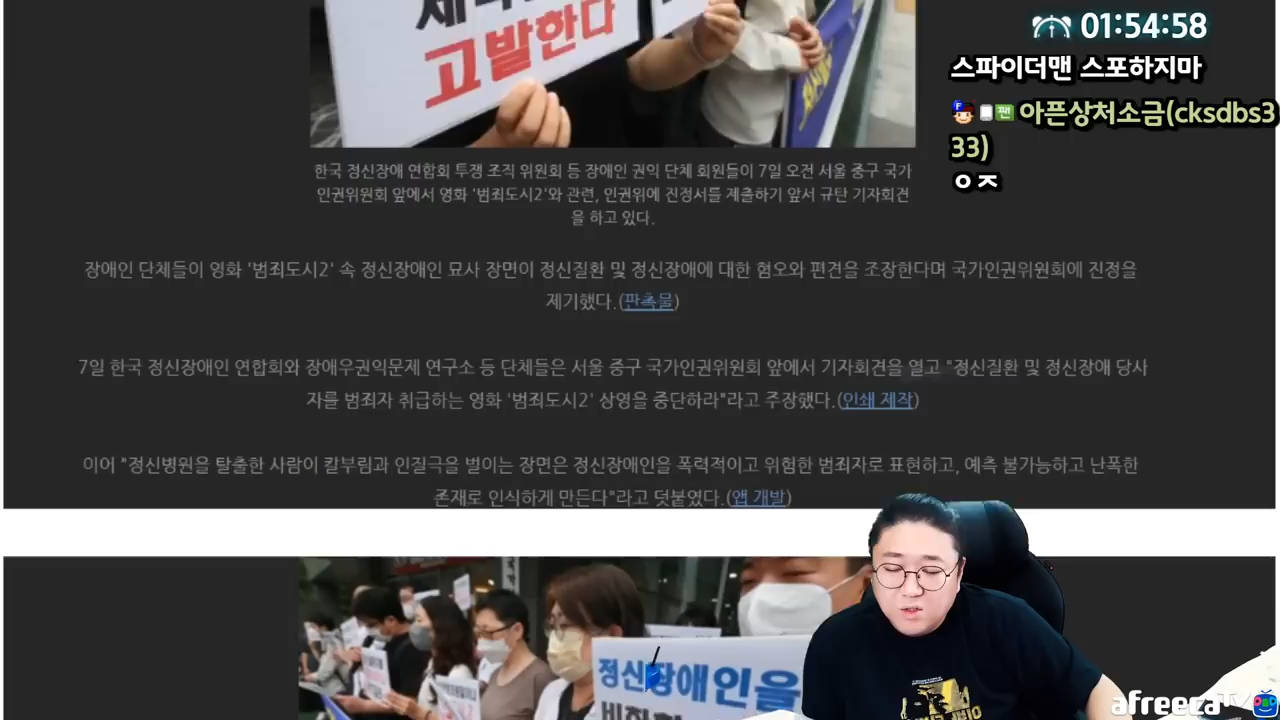 고발한다
01:54:58
스파이더맨 스포하지마
아픈상처소금(cksdbs3
33)
ㅇㅈ
한국 정신장애 연합회 투쟁 조직 위원회 등 장애인 권익 단체 회원들이 7일 오전 서울 중구 국가
인권위원회 앞에서 영화 '범죄도시2'와 관련, 인권위에 진정서를 제출하기 앞서 규탄 기자회견
을 하고 있다.
장애인 단체들이 영화 '범죄도시2' 속 정신장애인 묘사 장면이 정신질환 및 정신장애에 대한 혐오와 편견을 조장한다며 국가인권위원회에 진정을
제기했다.(판촉물)
7일 한국 정신장애인 연합회와 장애우권익문제 연구소 등 단체들은 서울 중구 국가인권위원회 앞에서 기자회견을 열고 "정신질환 및 정신장애 당사
자를 범죄자 취급하는 영화 '범죄도시2' 상영을 중단하라"라고 주장했다.(인쇄 제작)
이어 "정신병원을 탈출한 사람이 칼부림과 인질극을 벌이는 장면은 정신장애인을 폭력적이고 위험한 범죄자로 표현하고, 예측 불가능하고 난폭한
존재로 인식하게 만든다"라고 덧붙였다.(앱 개발)
정신장애인을
afreecaTV